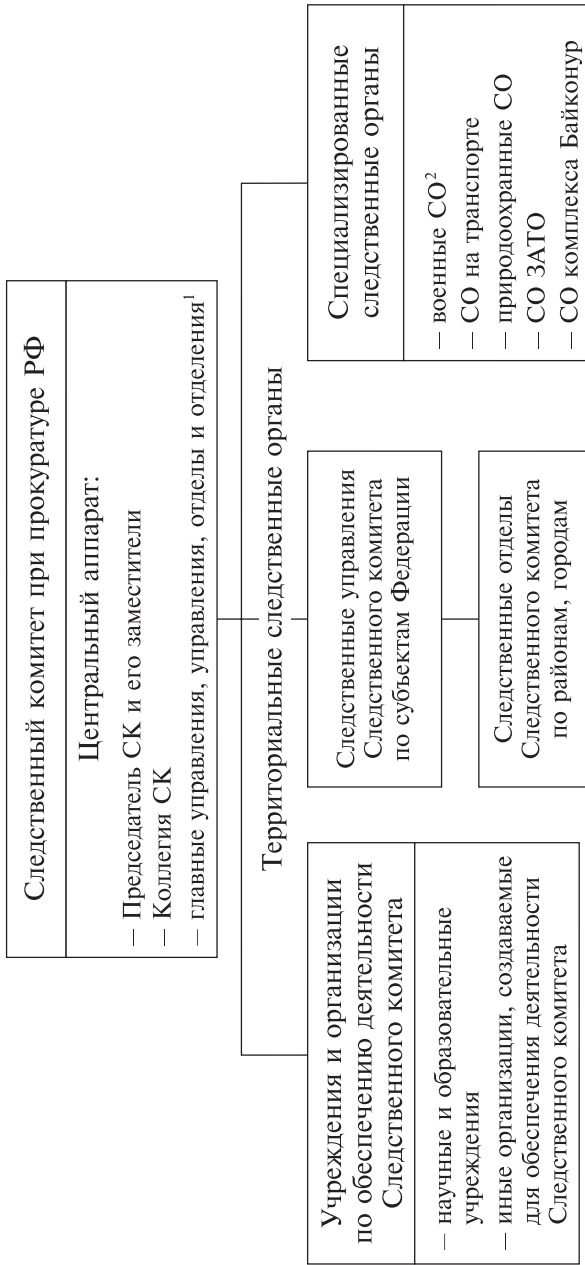 Следственный комитет при прокуратуре РФ
Центральный аппарат:
– Председатель СК и его заместители
– Коллегия СК
– главные управления, управления, отделы и отделения¹
Территориальные следственные органы
Учреждения и организации
по обеспечению деятельности
Следственного комитета
– научные и образовательные
учреждения
– иные организации, создаваемые
для обеспечения деятельности
Следственного комитета
Следственные управления
Следственного комитета
по субъектам Федерации
Следственные отделы
Следственного комитета
по районам, городам
Специализированные
следственные органы
– военные СО²
– СО на транспорте
– природоохранные СО
– СО ЗАТО
– СО комплекса Байконур